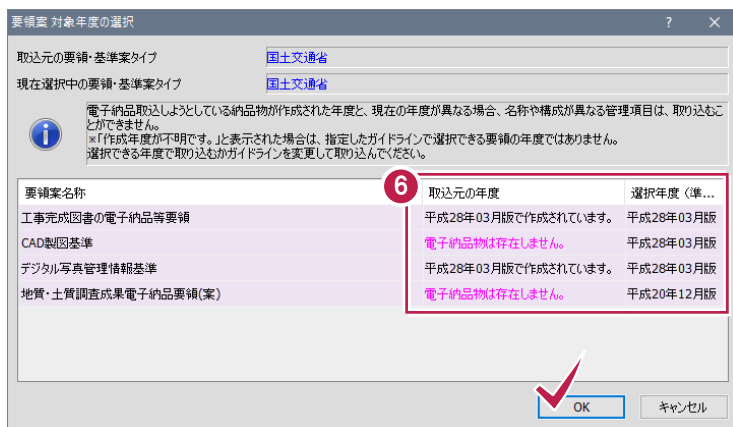 要領案 対象年度の選択
取込元の要領・基準案タイプ 国土交通省
現在選択中の要領・基準案タイプ 国土交通省
電子納品取込しようとしている納品物が作成された年度と、現在の年度が異なる場合、名称や構成が異なる管理項目は、取り込むこ
とができません。
※「作成年度が不明です。」と表示された場合は、指定したガイドラインで選択できる要領の年度ではありません。
選択できる年度で取り込むかガイドラインを変更して取り込んでください。
6
要領案名称 取込元の年度 選択年度（準...
工事完成図書の電子納品等要領 平成28年03月版で作成されています。 平成28年03月版
CAD製図基準 電子納品物は存在しません。 平成28年03月版
デジタル写真管理情報基準 平成28年03月版で作成されています。 平成28年03月版
地質・土質調査成果電子納品要領(案) 電子納品物は存在しません。 平成20年12月版
OK キャンセル